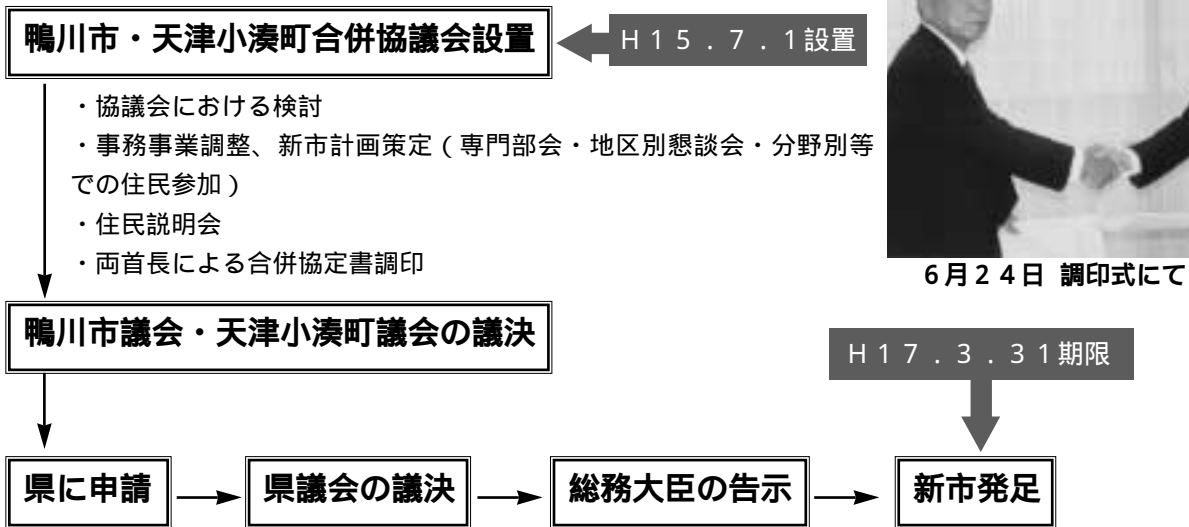 鴨川市・天津小湊町合併協議会設置
Ｈ１５．７．１設置
・協議会における検討
・事務事業調整、新市計画策定（専門部会・地区別懇談会・分野別等
での住民参加）
・住民説明会
・両首長による合併協定書調印
６月２４日 調印式にて
鴨川市議会・天津小湊町議会の議決
Ｈ１７．３．３１期限
県に申請
県議会の議決
総務大臣の告示
新市発足